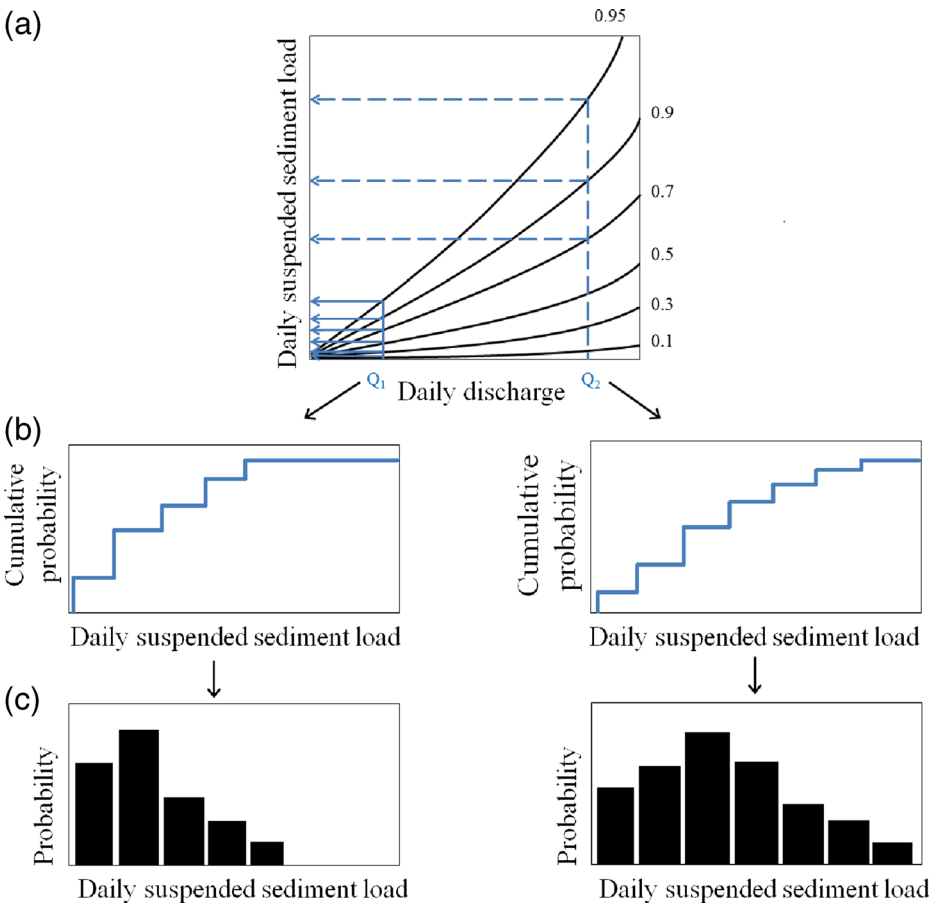 (a)
0.95
0.9
0.7
0.5
0.3
0.1
Daily suspended sediment load
Q1
Q2
Daily discharge
(b)
Cumulative
probability
Daily suspended sediment load
Cumulative
probability
Daily suspended sediment load
(c)
Probability
Daily suspended sediment load
Probability
Daily suspended sediment load